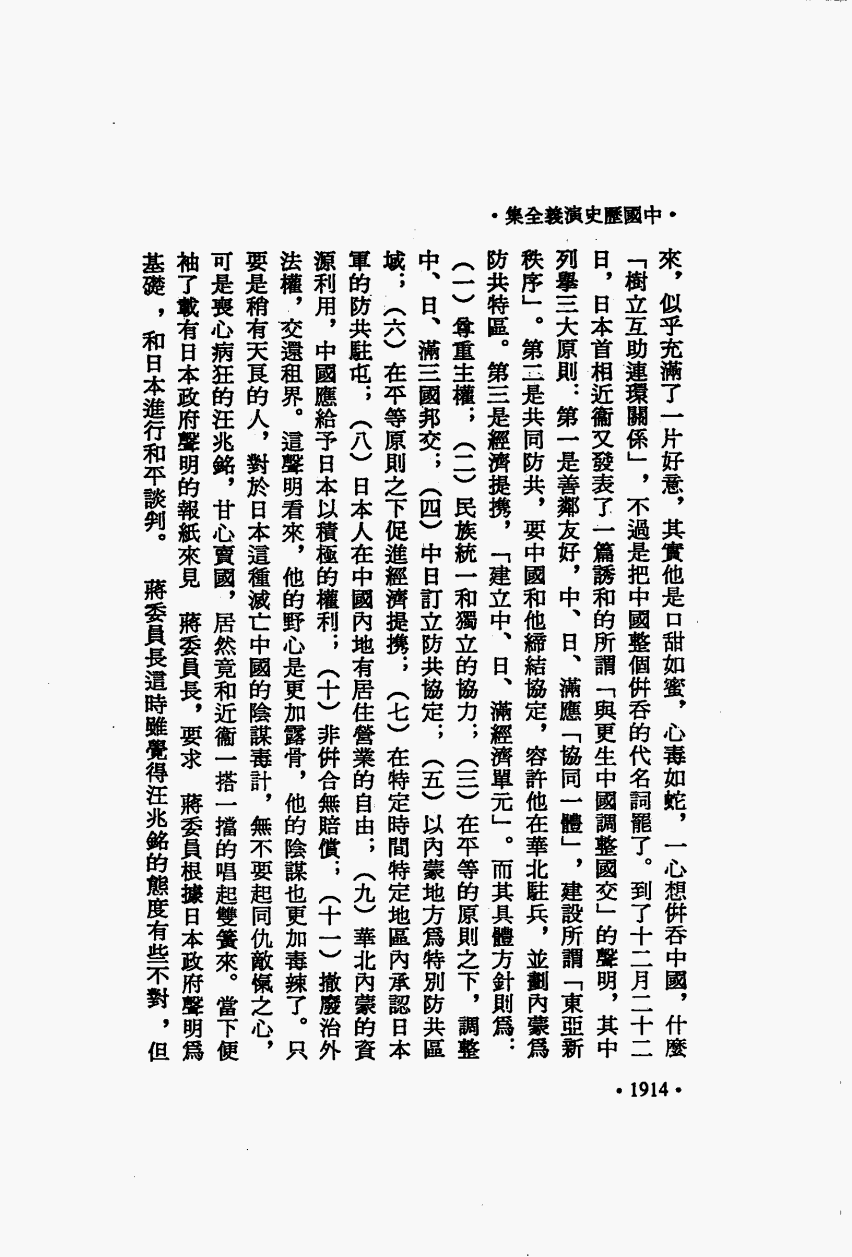 •中國歷史演義全集•
來，似乎充滿了一片好意，其實他是口甜如蜜，心毒如蛇，一心想併吞中國，什麼
「樹立互助連環關係」，不過是把中國整個併吞的代名詞罷了。到了十二月二十二
日，日本首相近衞又發表了一篇誘和的所謂「與更生中國調整國交」的聲明，其中
列舉三大原則：第一是善鄰友好，中、日、滿應「協同一體」，建設所謂「東亞新
秩序」。第二是共同防共，要中國和他締結協定，容許他在華北駐兵，並劃內蒙爲
防共特區。第三是經濟提携，「建立中、日、滿經濟單元」。而其具體方針則爲：
（一）尊重主權；（二）民族統一和獨立的協力；（三）在平等的原則之下，調整
中、日、滿三國邦交；（四）中日訂立防共協定；（五）以內蒙地方爲特別防共區
域；（六）在平等原則之下促進經濟提携；（七）在特定時間特定地區內承認日本
軍的防共駐屯；（八）日本人在中國內地有居住營業的自由；（九）華北內蒙的資
源利用，中國應給予日本以積極的權利；（十）非併合無賠償；（十一）撤廢治外
法權，交還租界。這聲明看來，他的野心是更加露骨，他的陰謀也更加毒辣了。只
要是稍有天良的人，對於日本這種滅亡中國的陰謀毒計，無不要起同仇敵愾之心，
可是喪心病狂的汪兆銘，甘心賣國，居然竟和近衞一搭一擋的唱起雙簧來。當下便
袖了載有日本政府聲明的報紙來見　蔣委員長，要求　蔣委員根據日本政府聲明爲
基礎，和日本進行和平談判。　蔣委員長這時雖覺得汪兆銘的態度有些不對，但
•1914•